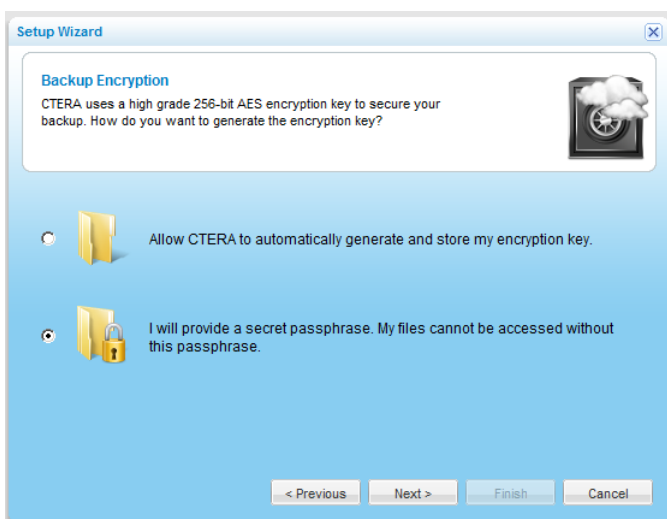 Setup Wizard
Backup Encryption
CTERA uses a high grade 256-bit AES encryption key to secure your
backup. How do you want to generate the encryption key?
Allow CTERA to automatically generate and store my encryption key.
I will provide a secret passphrase. My files cannot be accessed without
this passphrase.
< Previous Next > Finish Cancel